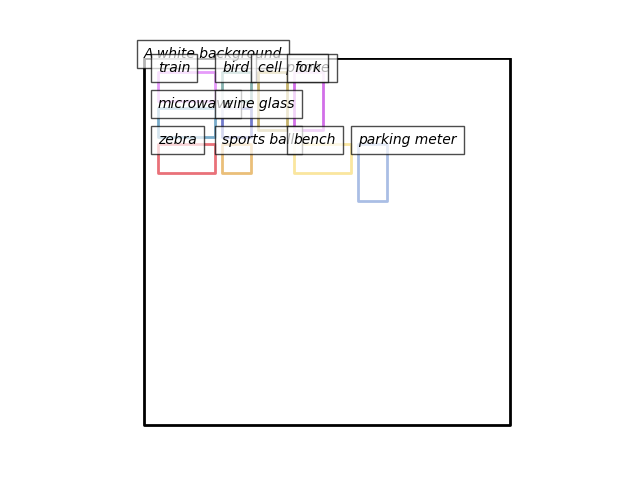 A white background
train
bird
cell phone
fork
microwave
wine glass
zebra
sports ball
bench
parking meter